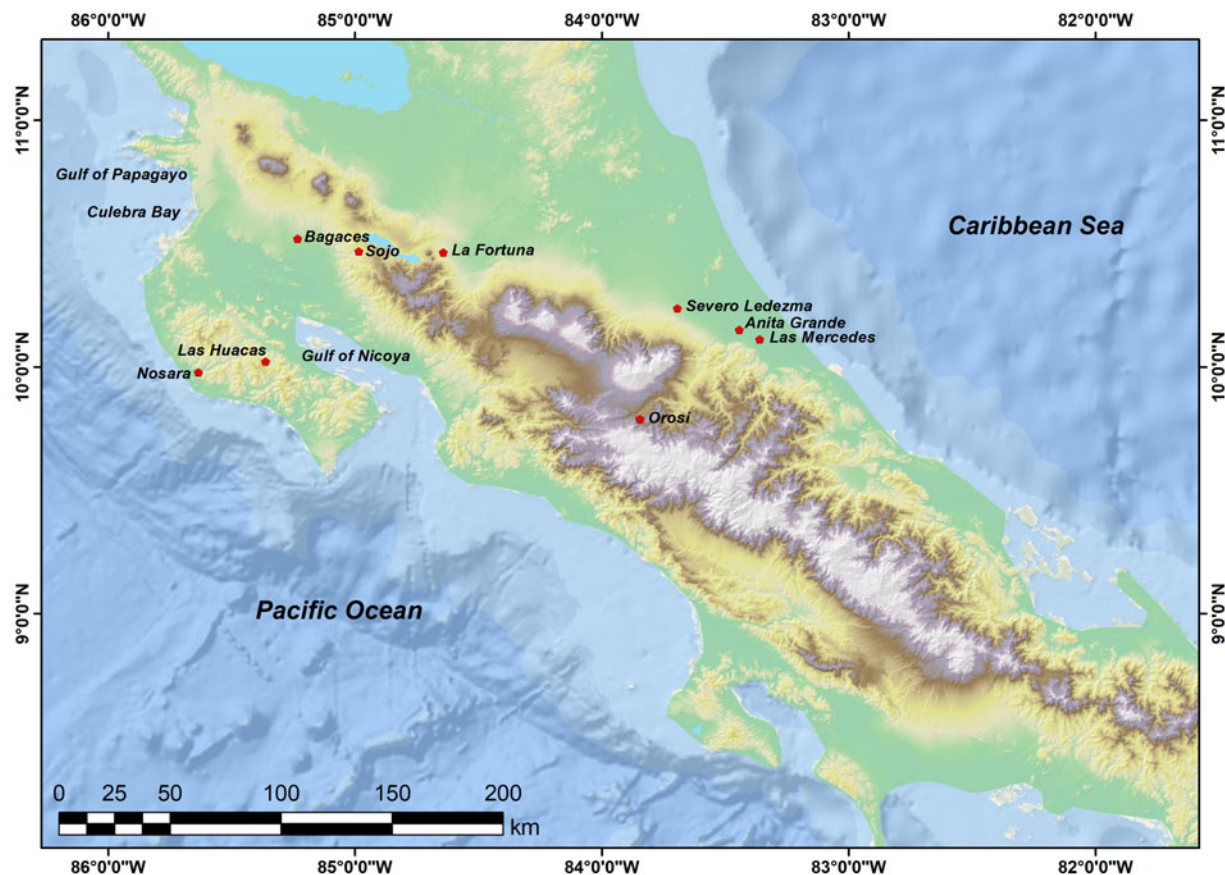 86°0'0"W 85°0'0"W 84°0'0"W 83°0'0"W 82°0'0"W
11°0'0"N 11°0'0"N
Gulf of Papagayo
Culebra Bay
Caribbean Sea
Bagaces
Sojo
La Fortuna
Severo Ledezma
Anita Grande
Las Mercedes
Las Huacas
Gulf of Nicoya
10°0'0"N 10°0'0"N
Nosara
Orosi
Pacific Ocean
9°0'0"N 9°0'0"N
0 25 50 100 150 200
km
86°0'0"W 85°0'0"W 84°0'0"W 83°0'0"W 82°0'0"W